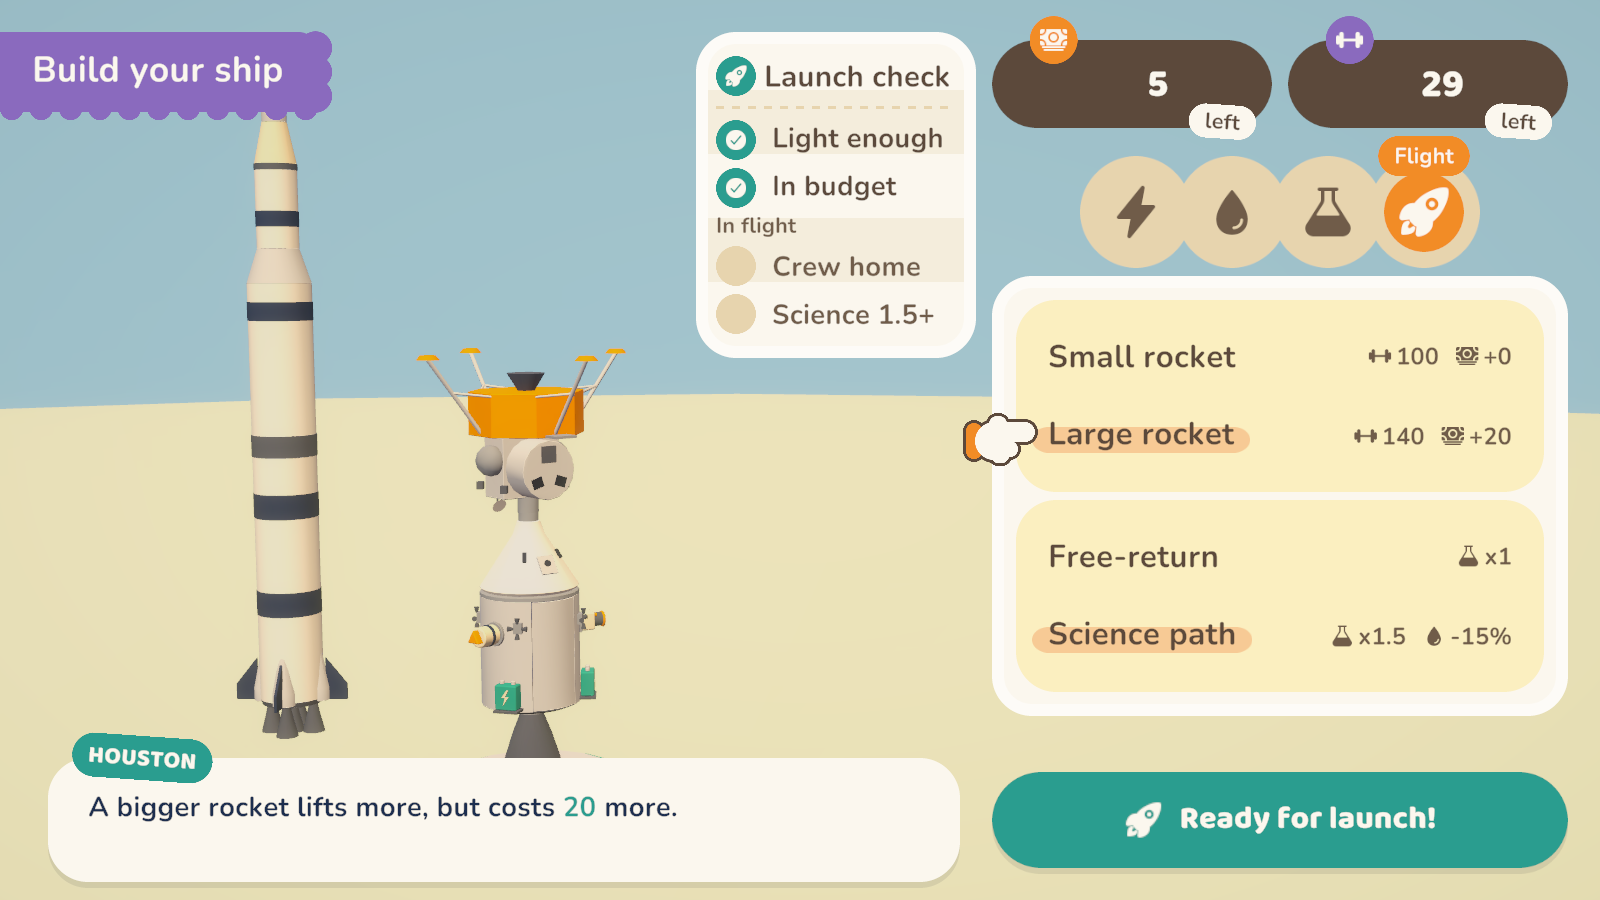 Build your ship
Launch check
Light enough
In budget
In flight
Crew home
Science 1.5+
5
left
29
left
Flight
Small rocket 100 +0
Large rocket 140 +20
Free-return x1
Science path x1.5 -15%
HOUSTON
A bigger rocket lifts more, but costs 20 more.
Ready for launch!